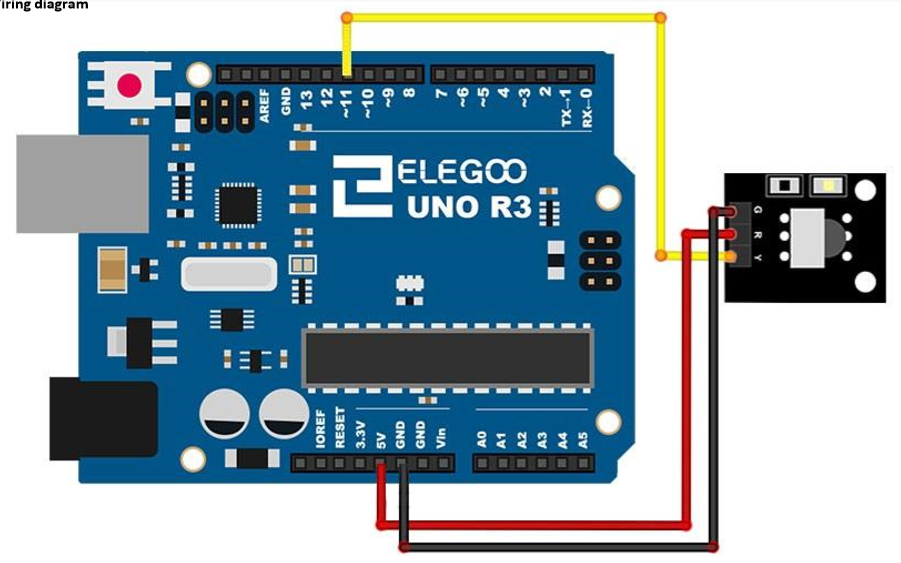 iring diagram
AREF
GND
13
12
~11
~10
~9
8
7
~6
~5
4
~3
2
TX→1
RX←0
ELEGOO
UNO R3
G
R
Y
IOREF
RESET
3.3V
5V
GND
GND
Vin
A0
A1
A2
A3
A4
A5